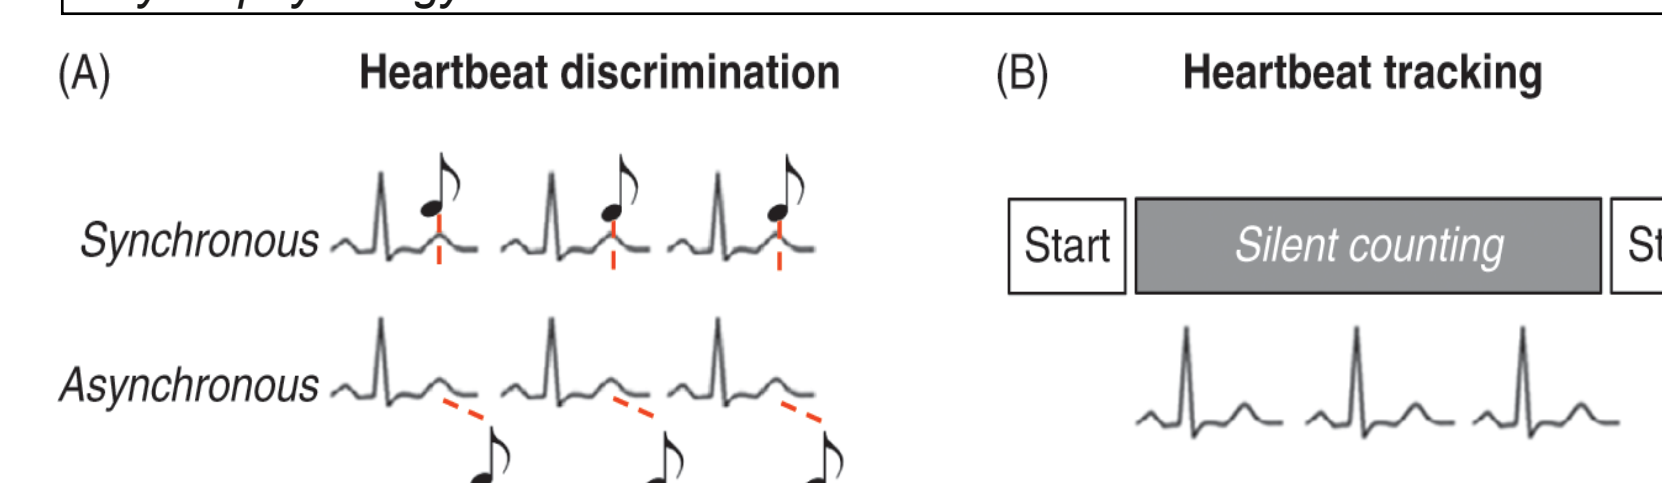 (A) Heartbeat discrimination
Synchronous
Asynchronous
(B) Heartbeat tracking
Start Silent counting